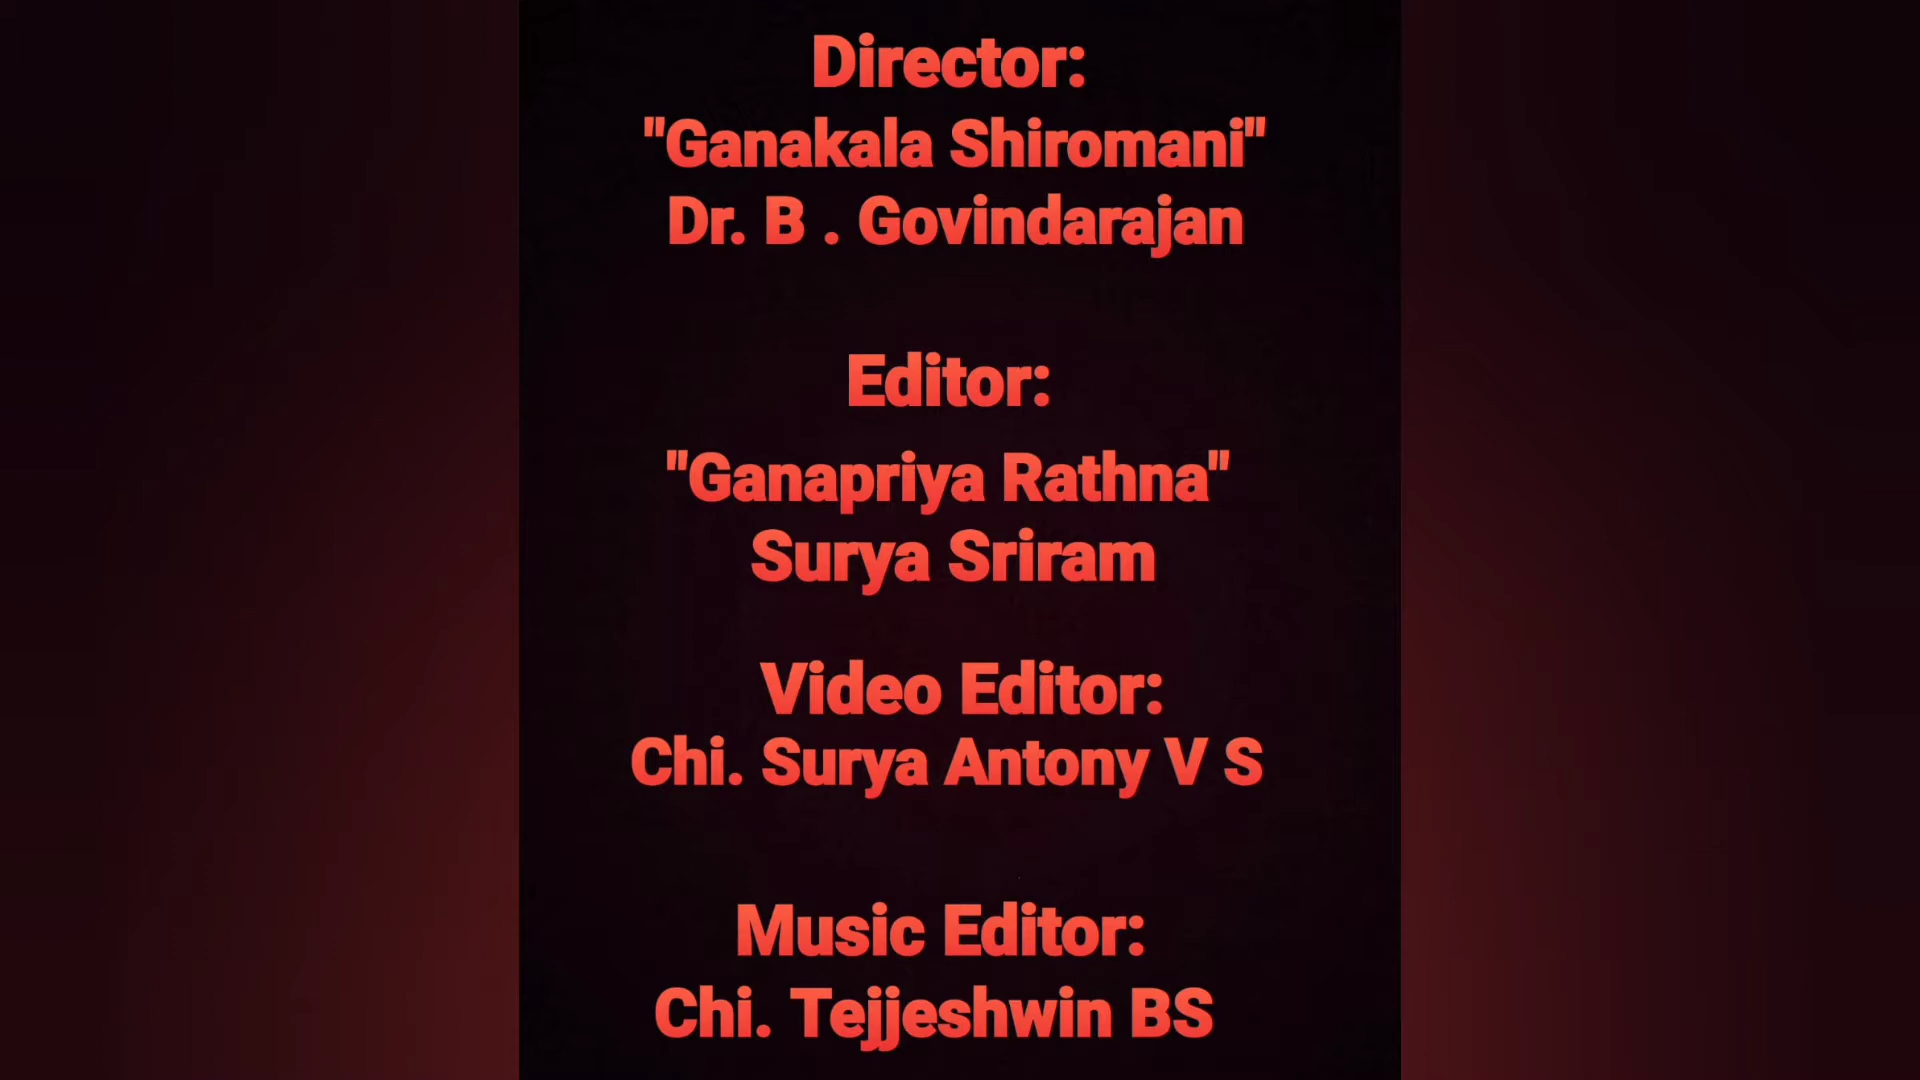 Director:
"Ganakala Shiromani"
Dr. B . Govindarajan
Editor:
"Ganapriya Rathna"
Surya Sriram
Video Editor:
Chi. Surya Antony V S
Music Editor:
Chi. Tejjeshwin BS